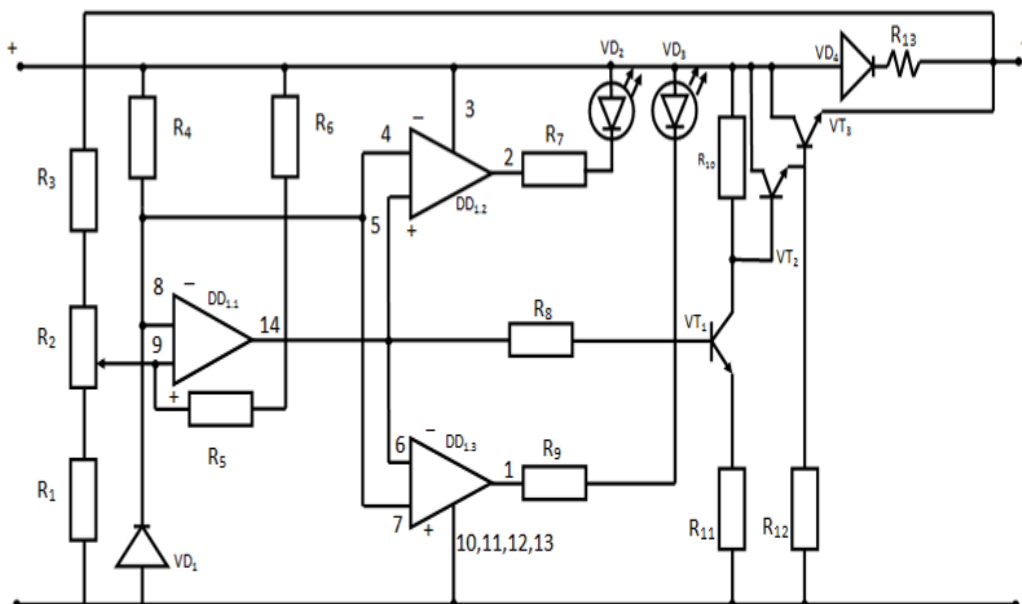 +
VD₂
VD₃
VD₄
R₁₃
3
R₄
R₆
4
−
2
R₇
VT₃
R₃
R₁₀
DD₁.₂
5
+
VT₂
8
−
DD₁.₁
R₈
VT₁
R₂
9
14
+
R₅
6
−
DD₁.₃
1
R₉
R₁
7
+
10,11,12,13
R₁₁
R₁₂
VD₁